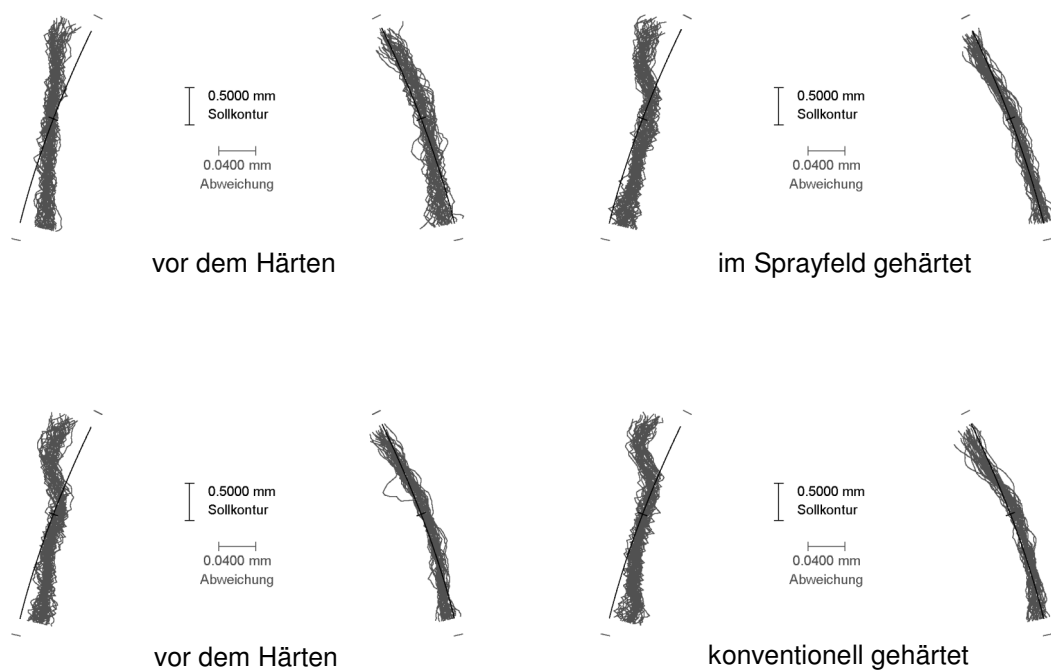 0.5000 mm
Sollkontur
0.0400 mm
Abweichung
vor dem Härten
0.5000 mm
Sollkontur
0.0400 mm
Abweichung
im Sprayfeld gehärtet
0.5000 mm
Sollkontur
0.0400 mm
Abweichung
vor dem Härten
0.5000 mm
Sollkontur
0.0400 mm
Abweichung
konventionell gehärtet